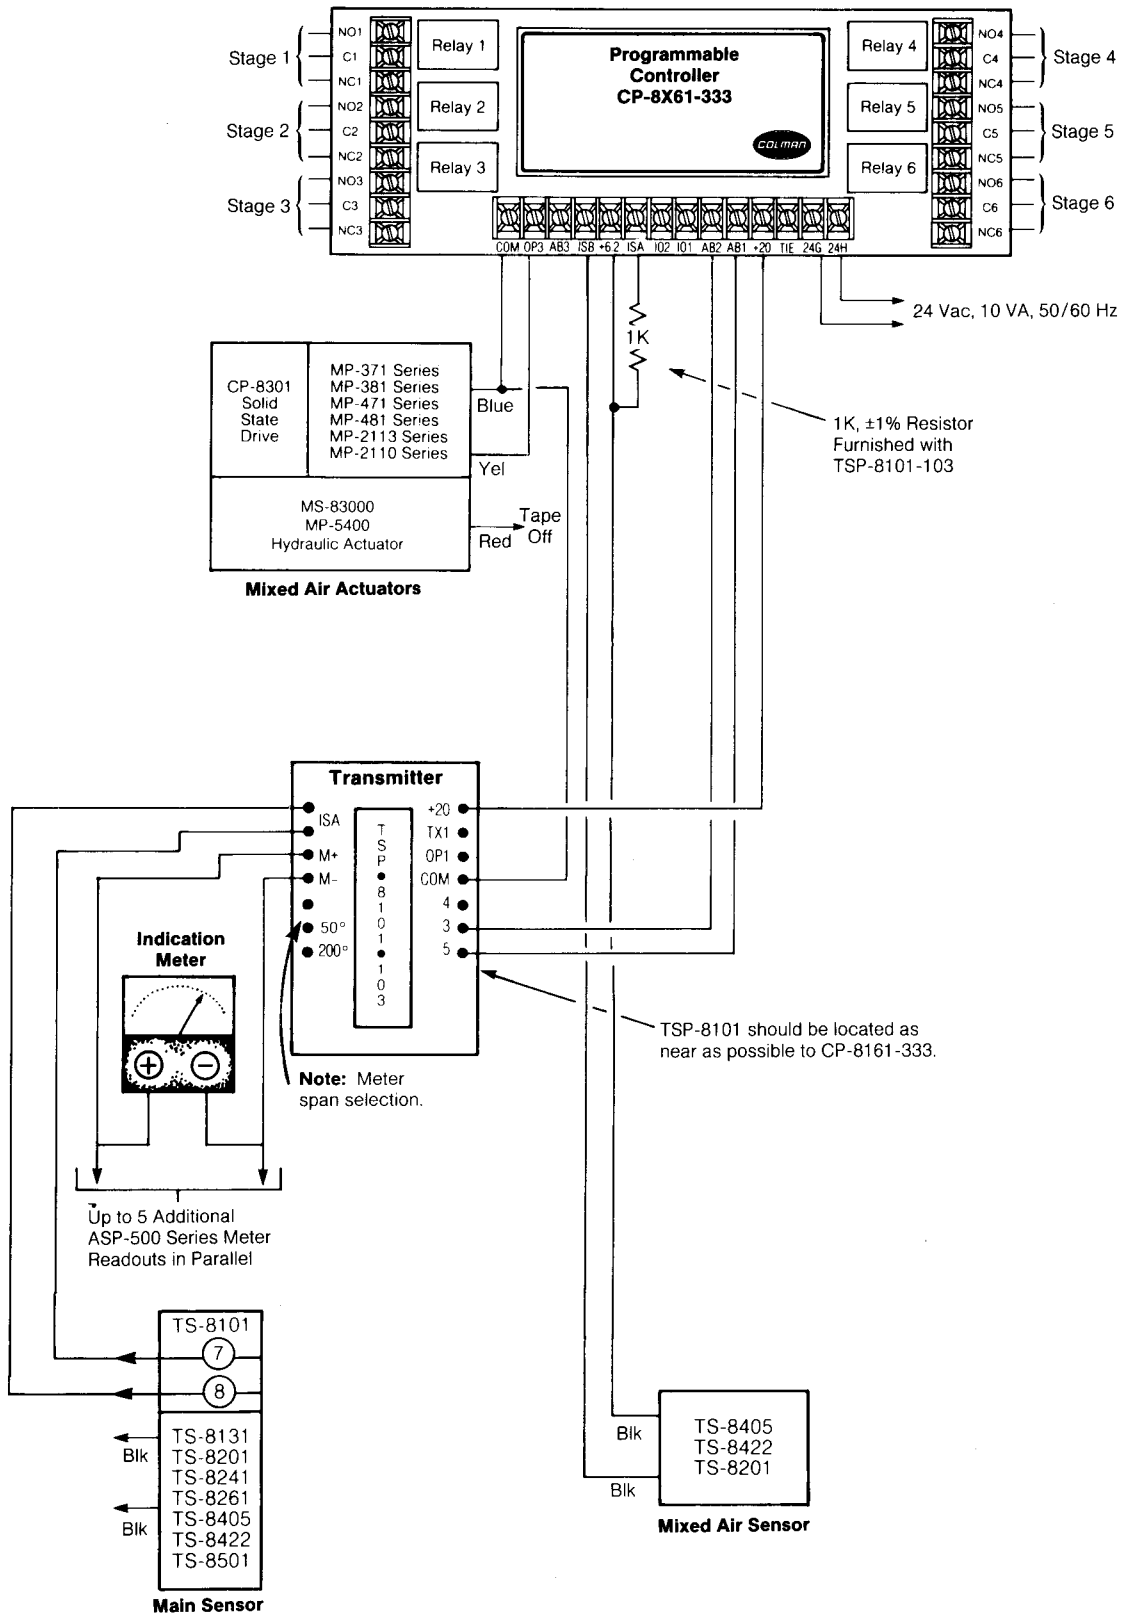 Programmable
Controller
CP-8X61-333
COLMAN
Stage 1
NO1
C1
NC1
Stage 2
NO2
C2
NC2
Stage 3
NO3
C3
NC3
Relay 1
Relay 2
Relay 3
Relay 4
Relay 5
Relay 6
NO4
C4
NC4
Stage 4
NO5
C5
NC5
Stage 5
NO6
C6
NC6
Stage 6
COM OP3 AB3 ISB +6.2 ISA IO2 IO1 AB2 AB1 +20 TIE 24G 24H
24 Vac, 10 VA, 50/60 Hz
1K
1K, ±1% Resistor
Furnished with
TSP-8101-103
CP-8301
Solid
State
Drive
MP-371 Series
MP-381 Series
MP-471 Series
MP-481 Series
MP-2113 Series
MP-2110 Series
Blue
Yel
MS-83000
MP-5400
Hydraulic Actuator
Red
Tape
Off
Mixed Air Actuators
Transmitter
ISA
M+
M-
50°
200°
TSP•8101•103
+20
TX1
OP1
COM
4
3
5
Indication
Meter
+ −
Note: Meter
span selection.
TSP-8101 should be located as
near as possible to CP-8161-333.
Up to 5 Additional
ASP-500 Series Meter
Readouts in Parallel
TS-8101
7
8
Blk
Blk
TS-8131
TS-8201
TS-8241
TS-8261
TS-8405
TS-8422
TS-8501
Main Sensor
Blk
Blk
TS-8405
TS-8422
TS-8201
Mixed Air Sensor